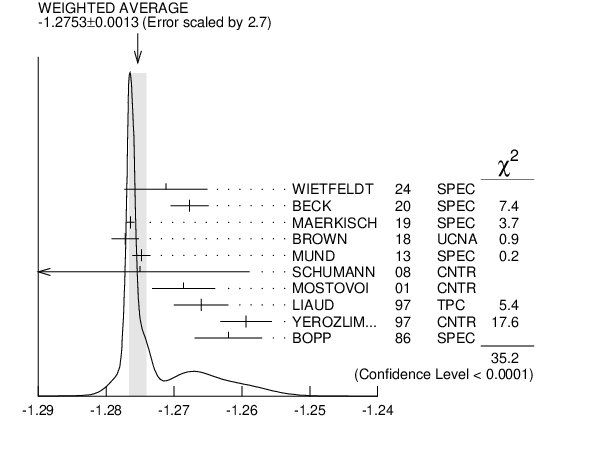 WEIGHTED AVERAGE
-1.2753±0.0013 (Error scaled by 2.7)
χ2
WIETFELDT 24 SPEC
BECK 20 SPEC 7.4
MAERKISCH 19 SPEC 3.7
BROWN 18 UCNA 0.9
MUND 13 SPEC 0.2
SCHUMANN 08 CNTR
MOSTOVOI 01 CNTR
LIAUD 97 TPC 5.4
YEROZLIM... 97 CNTR 17.6
BOPP 86 SPEC
35.2
(Confidence Level < 0.0001)
-1.29 -1.28 -1.27 -1.26 -1.25 -1.24